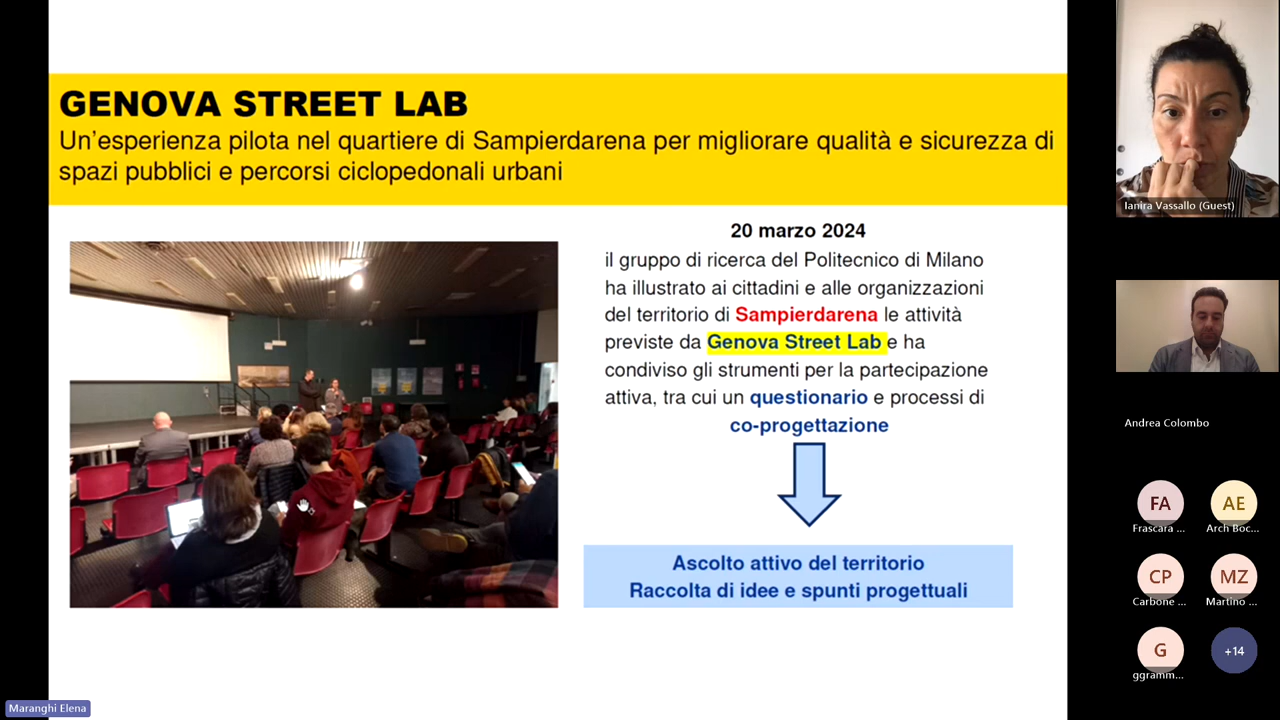 GENOVA STREET LAB
Un’esperienza pilota nel quartiere di Sampierdarena per migliorare qualità e sicurezza di
spazi pubblici e percorsi ciclopedonali urbani
20 marzo 2024
il gruppo di ricerca del Politecnico di Milano
ha illustrato ai cittadini e alle organizzazioni
del territorio di Sampierdarena le attività
previste da Genova Street Lab e ha
condiviso gli strumenti per la partecipazione
attiva, tra cui un questionario e processi di
co-progettazione
Ascolto attivo del territorio
Raccolta di idee e spunti progettuali
Maranghi Elena
Ianira Vassallo (Guest)
Andrea Colombo
FA
Frascara ...
AE
Arch Boc...
CP
Carbone ...
MZ
Martino ...
G
ggramm...
+14